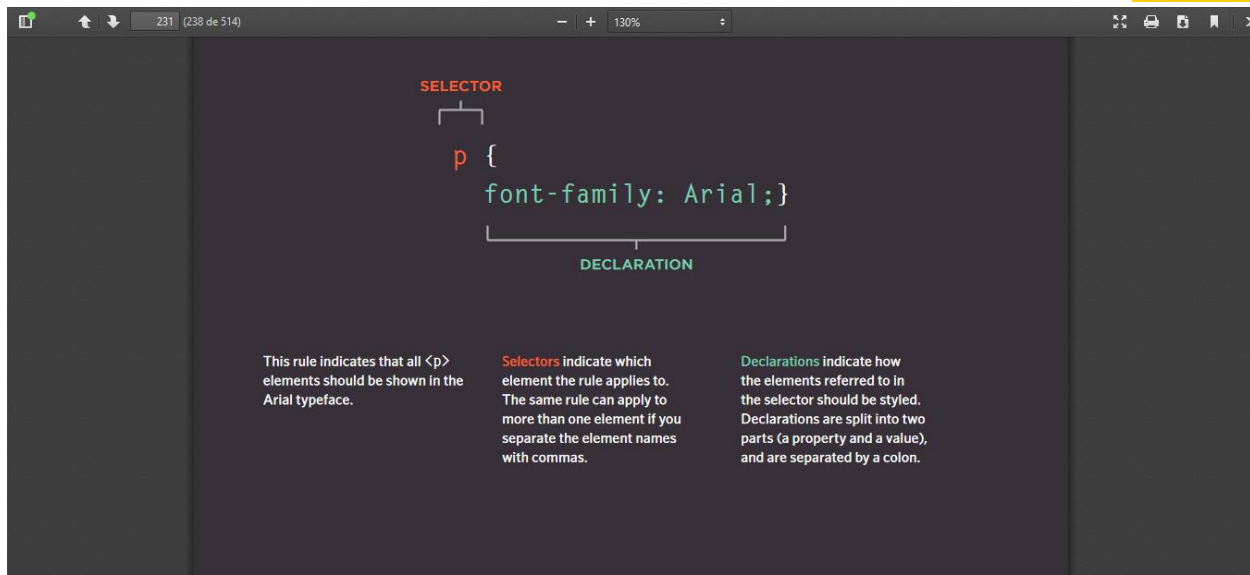 231 (238 de 514) 130%
SELECTOR
p {
font-family: Arial;}
DECLARATION
This rule indicates that all <p>
elements should be shown in the
Arial typeface.
Selectors indicate which
element the rule applies to.
The same rule can apply to
more than one element if you
separate the element names
with commas.
Declarations indicate how
the elements referred to in
the selector should be styled.
Declarations are split into two
parts (a property and a value),
and are separated by a colon.